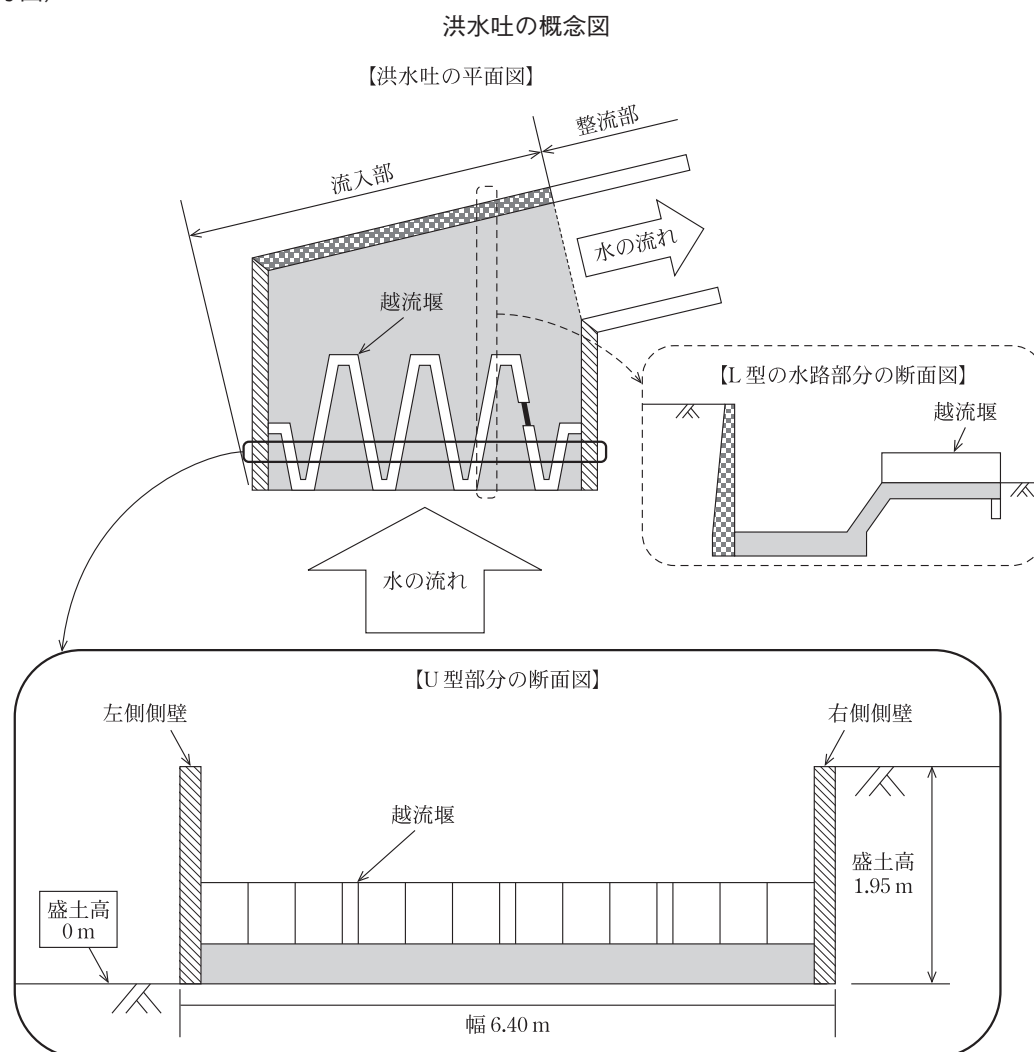 洪水吐の概念図
【洪水吐の平面図】
整流部
流入部
水の流れ
越流堰
【L型の水路部分の断面図】
越流堰
水の流れ
【U型部分の断面図】
左側側壁
右側側壁
越流堰
盛土高
1.95 m
盛土高
0 m
幅 6.40 m